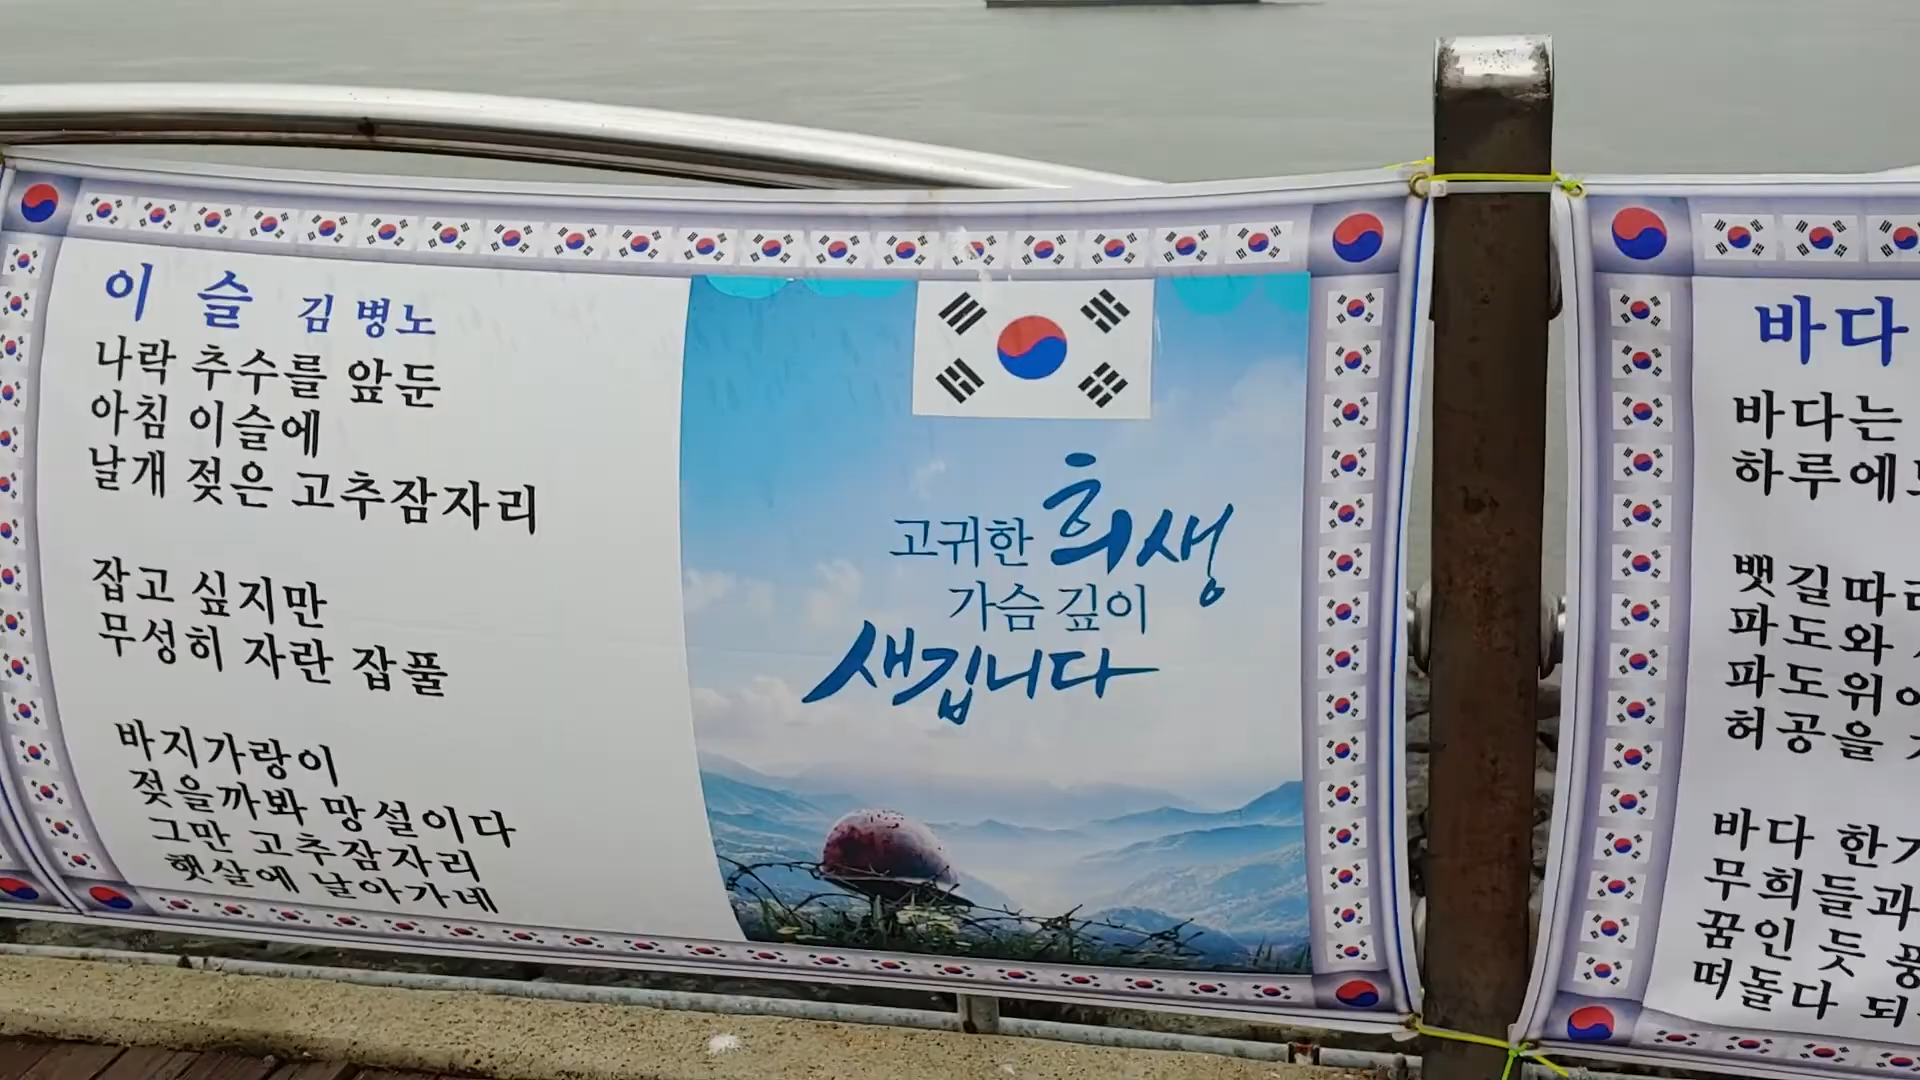 이 슬 김 병노
나락 추수를 앞둔
아침 이슬에
날개 젖은 고추잠자리
잡고 싶지만
무성히 자란 잡풀
바지가랑이
젖을까봐 망설이다
그만 고추잠자리
햇살에 날아가네
고귀한 희생
가슴 깊이
새깁니다
바다
바다는
하루에
뱃길따라
파도와
파도위에
허공을
바다
무희들과
꿈인 듯
떠돌다